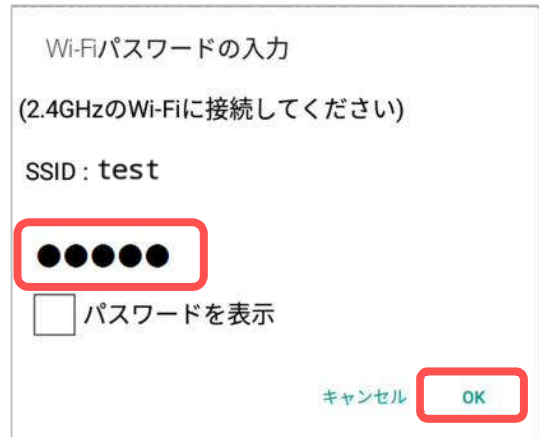 Wi-Fiパスワードの入力
(2.4GHzのWi-Fiに接続してください)
SSID : test
●●●●●
パスワードを表示
キャンセル OK